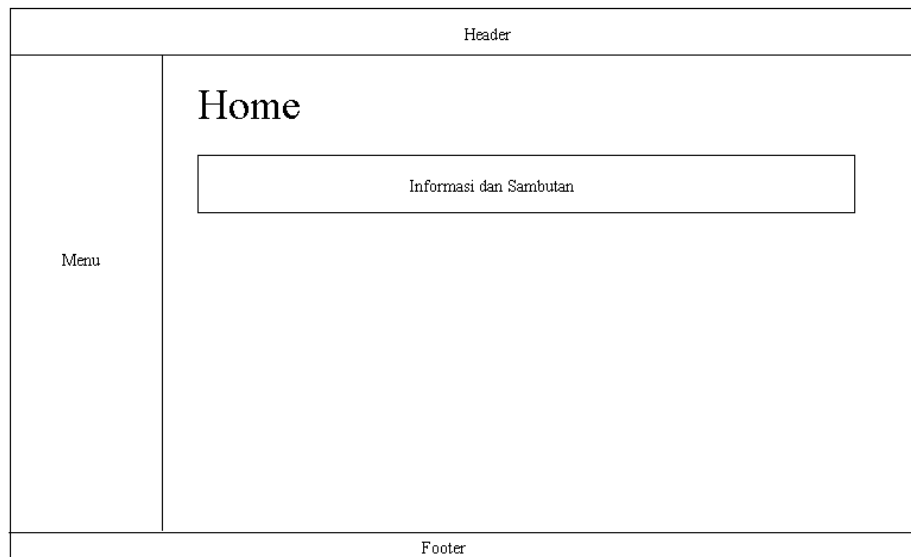 Header
Home
Informasi dan Sambutan
Menu
Footer